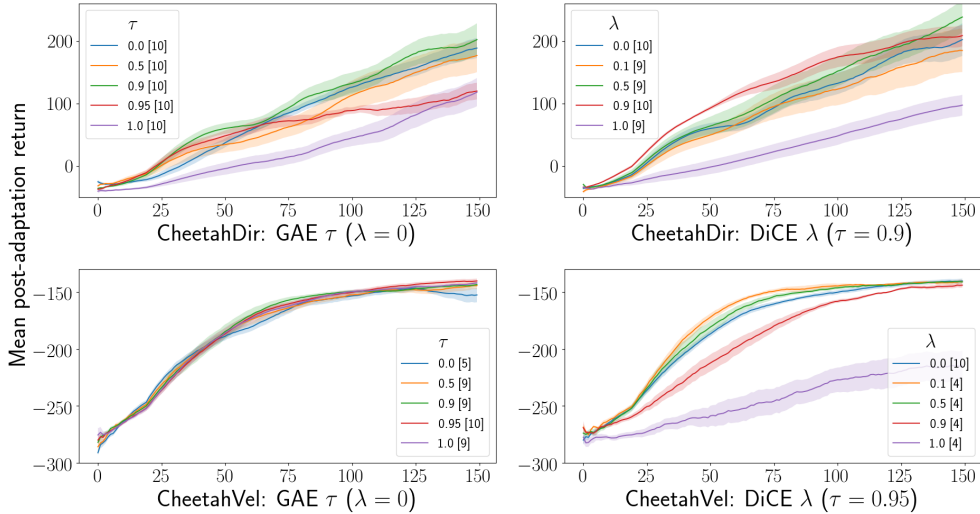 Mean post-adaptation return
200
100
0
τ
0.0 [10]
0.5 [10]
0.9 [10]
0.95 [10]
1.0 [10]
0 25 50 75 100 125 150
CheetahDir: GAE τ (λ = 0)
200
100
0
λ
0.0 [10]
0.1 [9]
0.5 [9]
0.9 [10]
1.0 [9]
0 25 50 75 100 125 150
CheetahDir: DiCE λ (τ = 0.9)
−150
−200
−250
−300
τ
0.0 [5]
0.5 [9]
0.9 [9]
0.95 [10]
1.0 [9]
0 25 50 75 100 125 150
CheetahVel: GAE τ (λ = 0)
−150
−200
−250
−300
λ
0.0 [10]
0.1 [4]
0.5 [4]
0.9 [4]
1.0 [4]
0 25 50 75 100 125 150
CheetahVel: DiCE λ (τ = 0.95)